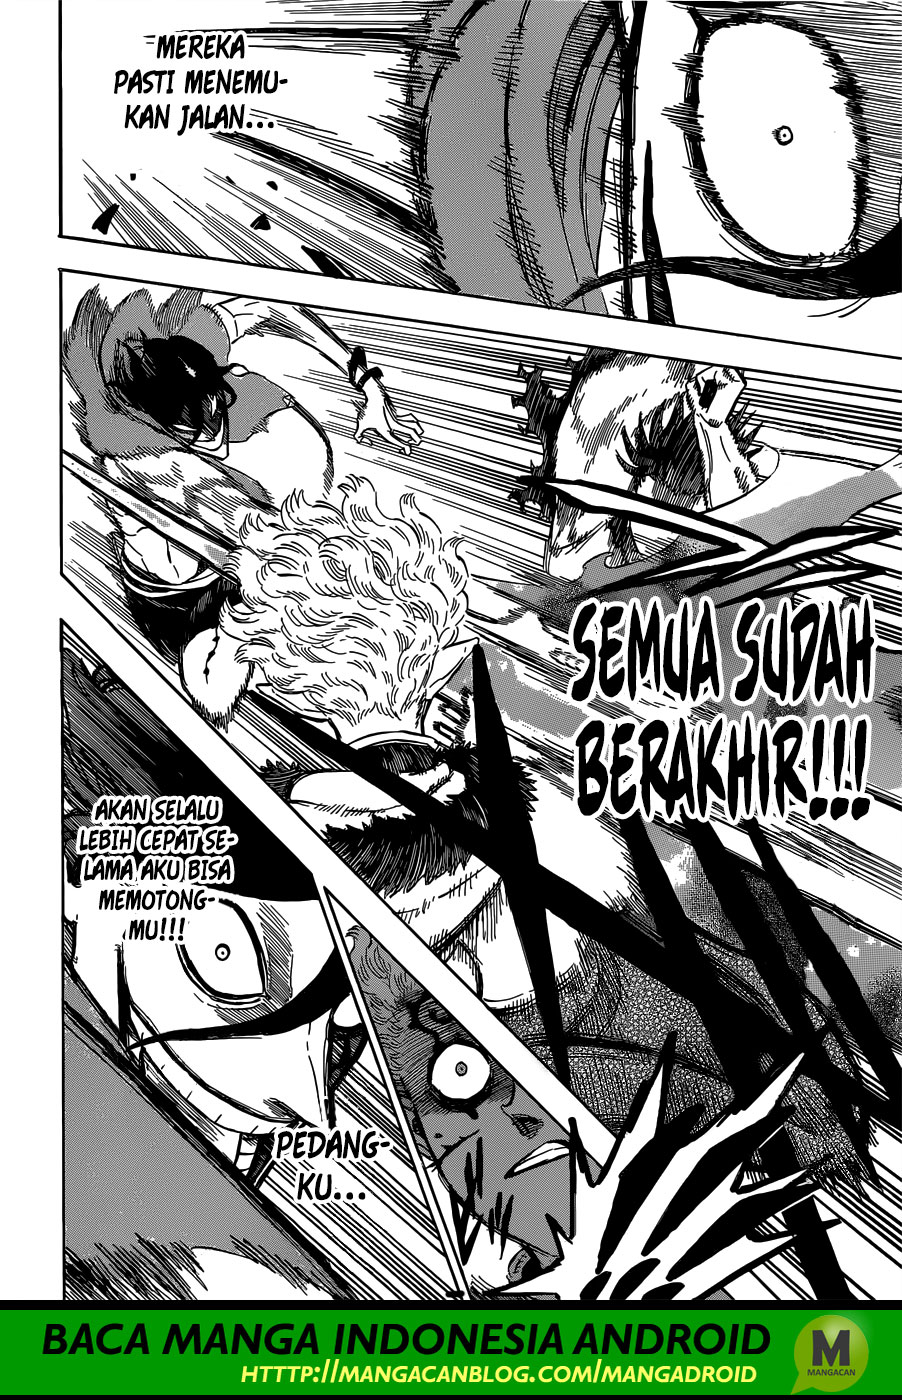 MEREKA
PASTI MENEMU-
KAN JALAN...
SEMUA SUDAH
BERAKHIR!!!
AKAN SELALU
LEBIH CEPAT SE-
LAMA AKU BISA
MEMOTONG-
MU!!!
PEDANG-
KU...
BACA MANGA INDONESIA ANDROID
HTTTP://MANGACANBLOG.COM/MANGADROID
M
MANGACAN